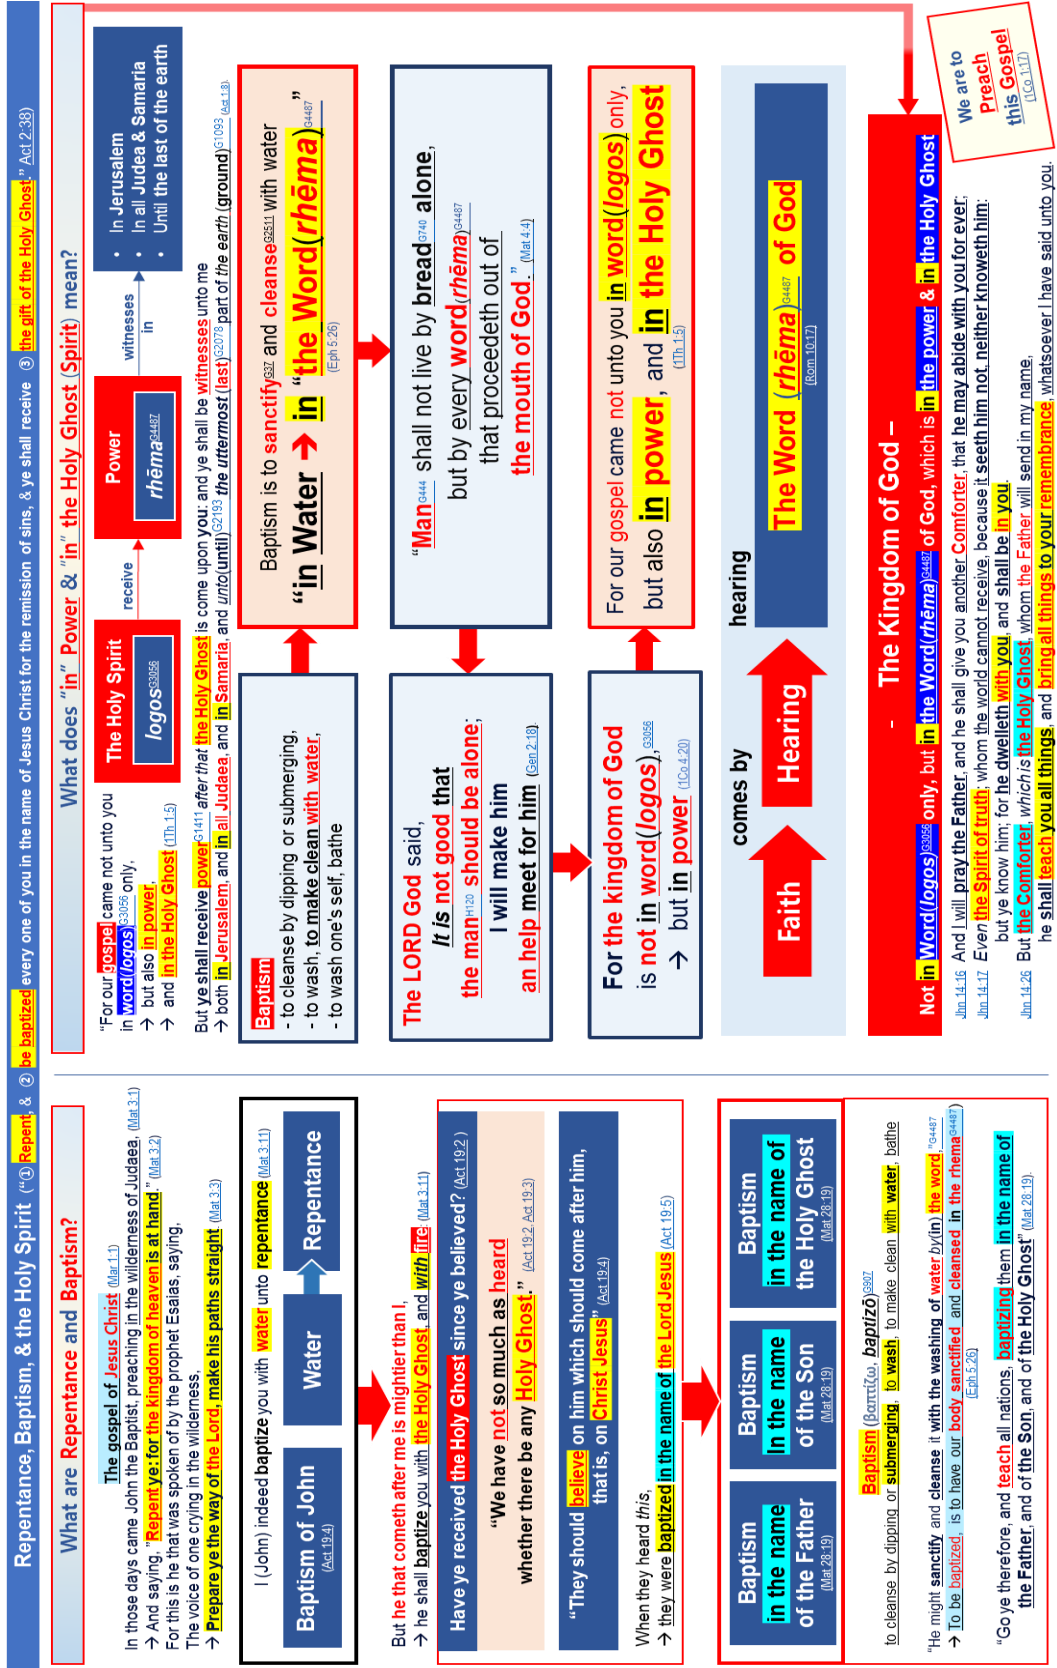 Repentance, Baptism, & the Holy Spirit ("① Repent, & ② be baptized every one of you in the name of Jesus Christ for the remission of sins, & ye shall receive ③ the gift of the Holy Ghost." Act 2:38)
What are Repentance and Baptism?
The gospel of Jesus Christ (Mar 1:1)
In those days came John the Baptist, preaching in the wilderness of Judaea, (Mat 3:1)
→ And saying, "Repent ye: for the kingdom of heaven is at hand." (Mat 3:2)
For this is he that was spoken of by the prophet Esaias, saying,
The voice of one crying in the wilderness,
→ Prepare ye the way of the Lord, make his paths straight. (Mat 3:3)
I (John) indeed baptize you with water unto repentance (Mat 3:11)
Baptism of John
(Act 19:4)
Water
Repentance
But he that cometh after me is mightier than I,
→ he shall baptize you with the Holy Ghost, and with fire: (Mat 3:11)
Have ye received the Holy Ghost since ye believed? (Act 19:2 )
"We have not so much as heard
whether there be any Holy Ghost." (Act 19:2, Act 19:3)
"They should believe on him which should come after him,
that is, on Christ Jesus" (Act 19:4)
When they heard this,
→ they were baptized in the name of the Lord Jesus (Act 19:5)
Baptism
in the name
of the Father
(Mat 28:19)
Baptism
in the name
of the Son
(Mat 28:19)
Baptism
in the name of
the Holy Ghost
(Mat 28:19)
Baptism (βαπτίζω, baptizō)G907
to cleanse by dipping or submerging, to wash, to make clean with water, bathe
"He might sanctify and cleanse it with the washing of water by(in) the word,"G4487
→ To be baptized, is to have our body sanctified and cleansed in the rhemaG4487)
(Eph 5:26)
"Go ye therefore, and teach all nations, baptizing them in the name of
the Father, and of the Son, and of the Holy Ghost" (Mat 28:19)
What does "in" Power & "in" the Holy Ghost (Spirit) mean?
"For our gospel came not unto you
in word(logos)G3056 only,
→ but also in power,
→ and in the Holy Ghost (1Th 1:5)
The Holy Spirit
logosG3056
receive
Power
rhēmaG4487
witnesses
in
• In Jerusalem
• In all Judea & Samaria
• Until the last of the earth
But ye shall receive powerG1411 after that the Holy Ghost is come upon you: and ye shall be witnesses unto me
→ both in Jerusalem, and in all Judaea, and in Samaria, and unto(until)G2193 the uttermost (last)G2078 part of the earth (ground)G1093 (Act 1:8)
Baptism
- to cleanse by dipping or submerging,
- to wash, to make clean with water,
- to wash one's self, bathe
Baptism is to sanctifyG37 and cleanseG2511 with water
"in Water → in "the Word(rhēma)G4487"
(Eph 5:26)
The LORD God said,
It is not good that
the manH120 should be alone;
I will make him
an help meet for him (Gen 2:18)
"ManG444 shall not live by breadG740 alone,
but by every word(rhēma)G4487
that proceedeth out of
the mouth of God." (Mat 4:4)
For the kingdom of God
is not in word(logos),G3056
→ but in power (1Co 4:20)
For our gospel came not unto you in word(logos) only,
but also in power, and in the Holy Ghost
(1Th 1:5)
Faith
comes by
Hearing
hearing
The Word (rhēma)G4487 of God
(Rom 10:17)
- The Kingdom of God –
Not in Word(logos)G3056 only, but in the Word(rhēma)G4487 of God, which is in the power & in the Holy Ghost
We are to
Preach
this Gospel
(1Co 1:17)
Jhn 14:16 And I will pray the Father, and he shall give you another Comforter, that he may abide with you for ever;
Jhn 14:17 Even the Spirit of truth; whom the world cannot receive, because it seeth him not, neither knoweth him:
but ye know him; for he dwelleth with you, and shall be in you.
Jhn 14:26 But the Comforter, which is the Holy Ghost, whom the Father will send in my name,
he shall teach you all things, and bring all things to your remembrance, whatsoever I have said unto you.